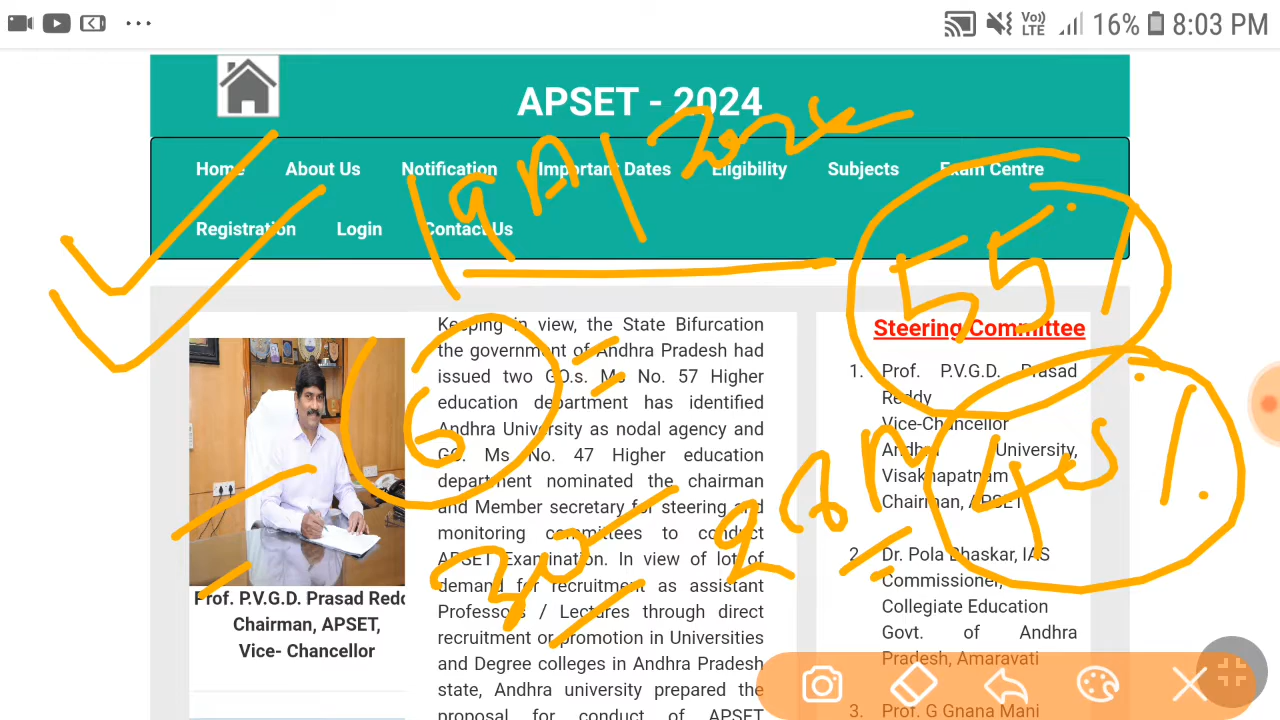 Vo))
LTE
16% 8:03 PM
APSET - 2024
Home About Us Notification Important Dates Eligibility Subjects Exam Centre
Registration Login Contact Us
55%
45%
6
30
Keeping in view, the State Bifurcation
the government of Andhra Pradesh had
issued two GO.s. Ms No. 57 Higher
education department has identified
Andhra University as nodal agency and
GO. Ms No. 47 Higher education
department nominated the chairman
and Member secretary for steering and
monitoring committees to conduct
APSET Examination. In view of lot of
demand for recruitment as assistant
Professors / Lectures through direct
recruitment or promotion in Universities
and Degree colleges in Andhra Pradesh
state, Andhra university prepared the
proposal for conduct of APSET
Prof. P.V.G.D. Prasad Redd
Chairman, APSET,
Vice- Chancellor
Steering Committee
1. Prof. P.V.G.D. Prasad
Reddy
Vice-Chancellor
Andhra University,
Visakhapatnam
Chairman, APSET
2. Dr. Pola Bhaskar, IAS
Commissioner,
Collegiate Education
Govt. of Andhra
Pradesh, Amaravati
3. Prof. G Gnana Mani